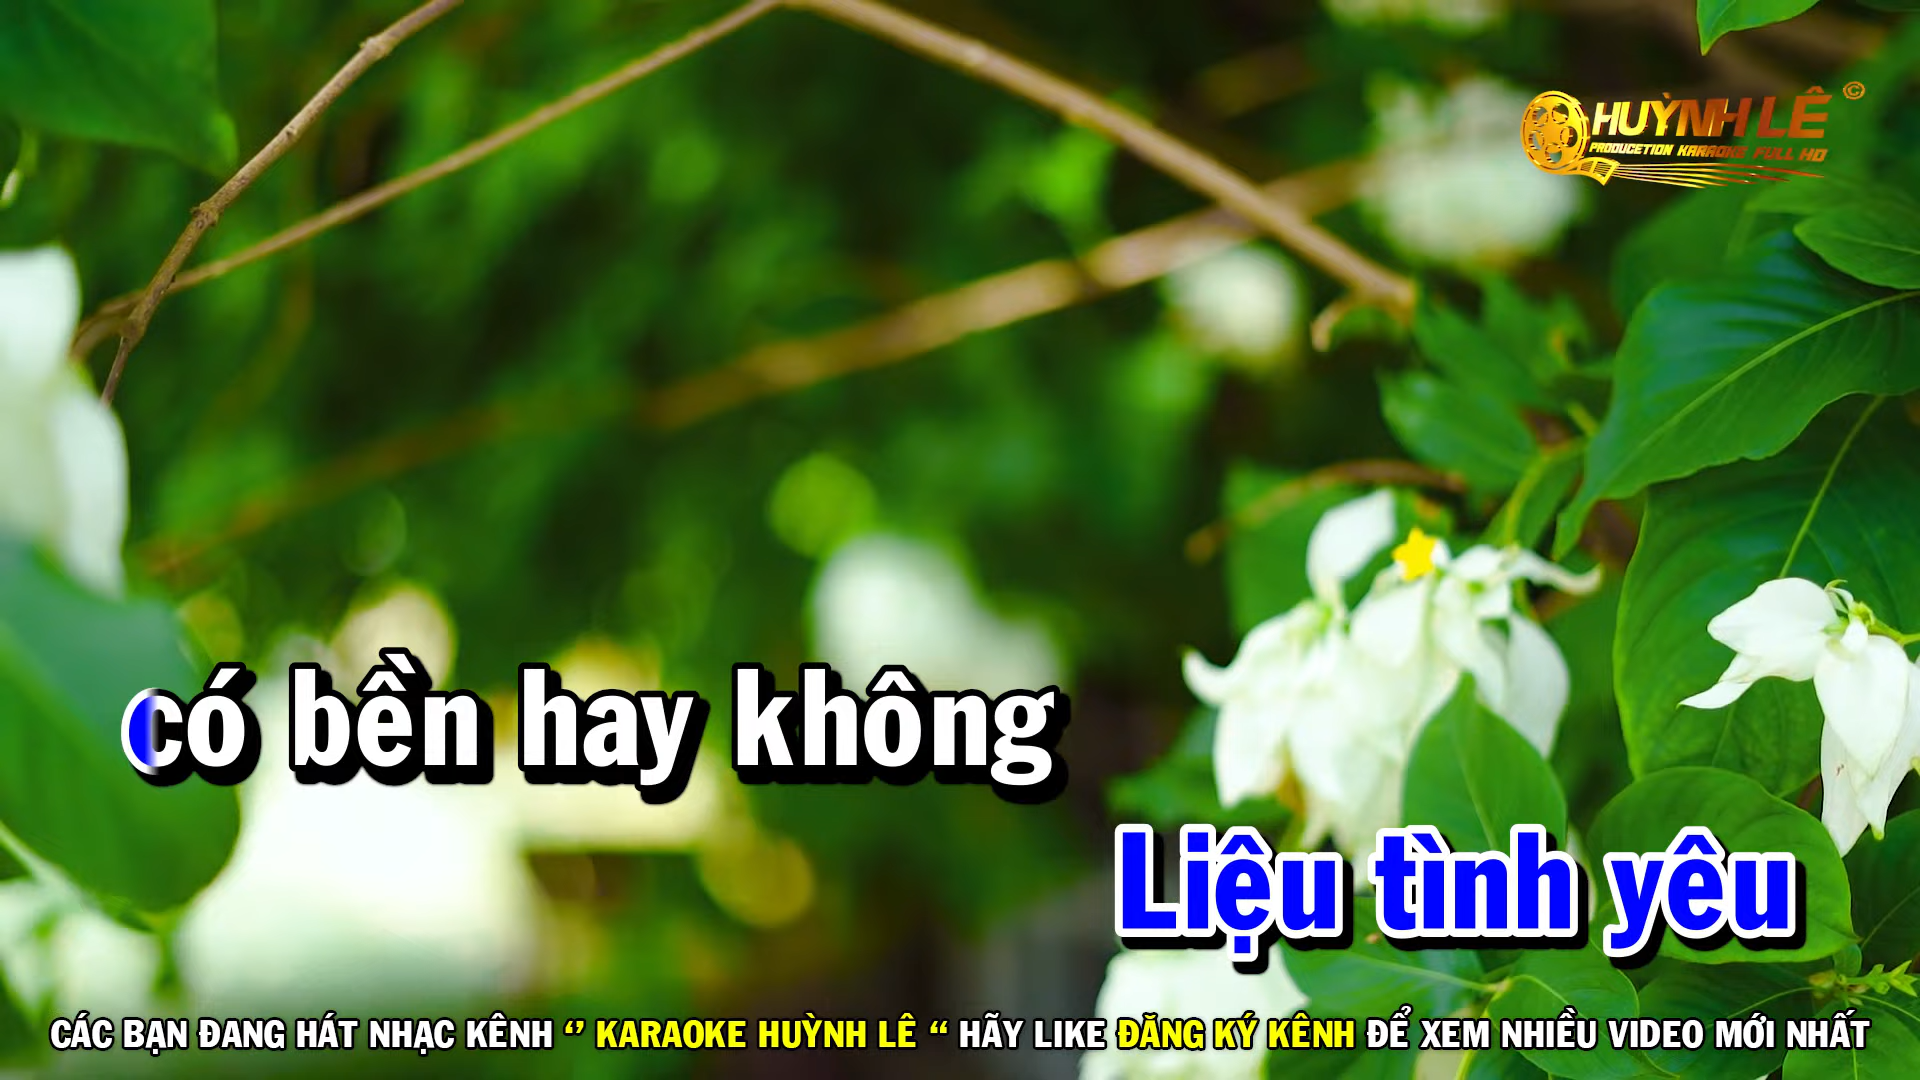 HUỲNH LÊ ©
PRODUCETION KARAOKE FULL HD
có bền hay không
Liệu tình yêu
CÁC BẠN ĐANG HÁT NHẠC KÊNH ‘’ KARAOKE HUỲNH LÊ “ HÃY LIKE ĐĂNG KÝ KÊNH ĐỂ XEM NHIỀU VIDEO MỚI NHẤT